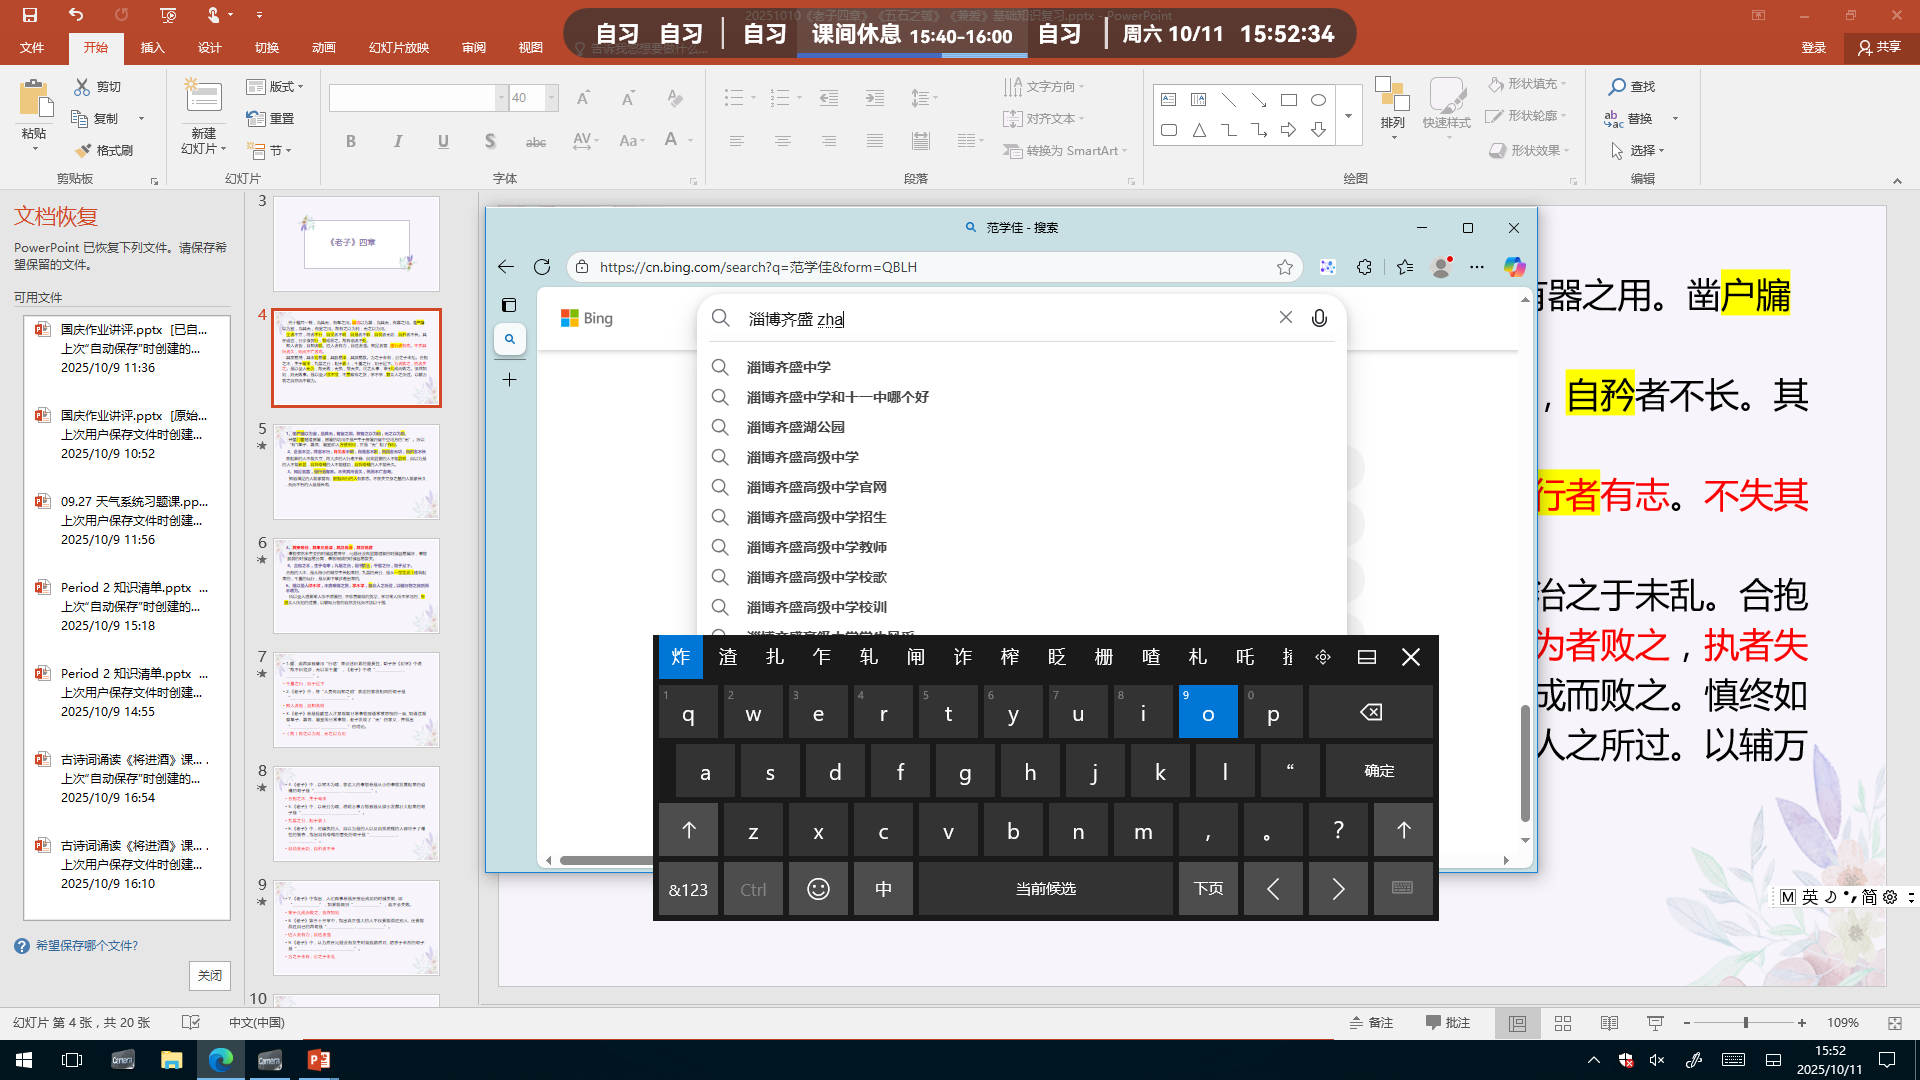 20251010《老子四章》《五石之瓠》《兼爱》基础知识复习.pptx - PowerPoint
自习 自习 自习 课间休息 15:40-16:00 自习 周六 10/11 15:52:34
文件 开始 插入 设计 切换 动画 幻灯片放映 审阅 视图 告诉我您想要做什么... 登录 共享
粘贴 剪切 复制 格式刷 剪贴板
新建 幻灯片 版式 重置 节 幻灯片
40 B I U S abc AV Aa A 字体
文字方向 对齐文本 转换为 SmartArt 段落
排列 快速样式 形状填充 形状轮廓 形状效果 绘图
查找 替换 选择 编辑
文档恢复
PowerPoint 已恢复下列文件。请保存希
望保留的文件。
可用文件
国庆作业讲评.pptx [已自...
上次“自动保存”时创建的...
2025/10/9 11:36
国庆作业讲评.pptx [原始...
上次用户保存文件时创建...
2025/10/9 10:52
09.27 天气系统习题课.pp...
上次用户保存文件时创建...
2025/10/9 11:56
Period 2 知识清单.pptx ...
上次“自动保存”时创建的...
2025/10/9 15:18
Period 2 知识清单.pptx ...
上次用户保存文件时创建...
2025/10/9 14:55
古诗词诵读《将进酒》课... .
上次“自动保存”时创建的...
2025/10/9 16:54
古诗词诵读《将进酒》课... .
上次用户保存文件时创建...
2025/10/9 16:10
希望保存哪个文件?
关闭
3
《老子》四章
4
5
6
7
8
9
10
范学佳 - 搜索
https://cn.bing.com/search?q=范学佳&form=QBLH
Bing
淄博齐盛 zha
淄博齐盛中学
淄博齐盛中学和十一中哪个好
淄博齐盛湖公园
淄博齐盛高级中学
淄博齐盛高级中学官网
淄博齐盛高级中学招生
淄博齐盛高级中学教师
淄博齐盛高级中学校歌
淄博齐盛高级中学校训
器之用。凿户牖
，自矜者不长。其
行者有志。不失其
治之于未乱。合抱
为者败之，执者失
成而败之。慎终如
人之所过。以辅万
炸 渣 扎 乍 轧 闸 诈 榨 眨 栅 喳 札 吒
1 q 2 w 3 e 4 r 5 t 6 y 7 u 8 i 9 o 0 p
a s d f g h j k l “ 确定
z x c v b n m , 。 ?
&123 Ctrl 中 当前候选 下页
M 英 简
幻灯片 第 4 张，共 20 张 中文(中国) 备注 批注 109%
Camera Camera
15:52
2025/10/11